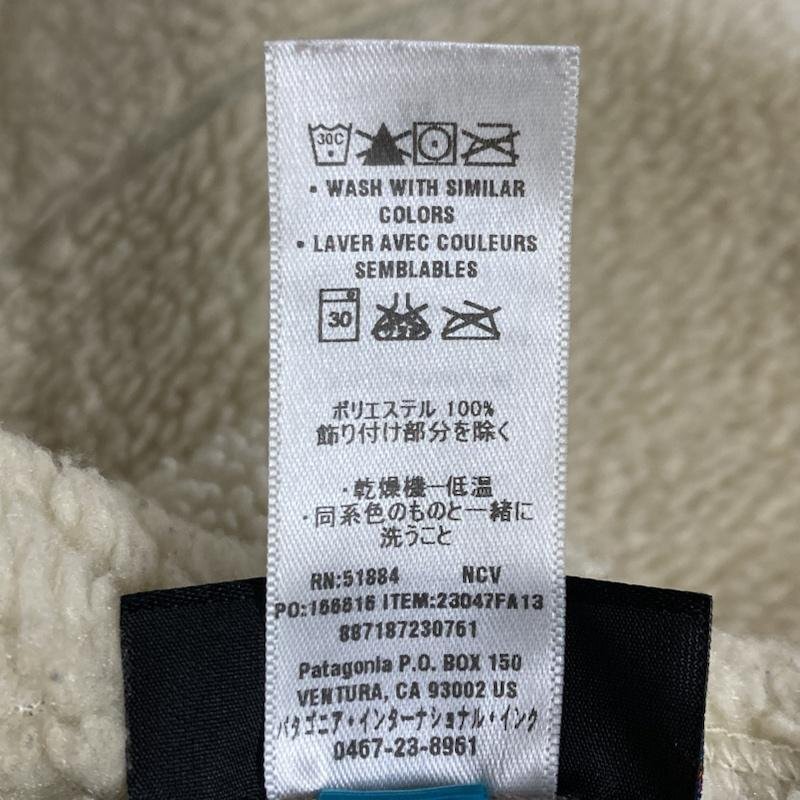 30C
• WASH WITH SIMILAR
COLORS
• LAVER AVEC COULEURS
SEMBLABLES
30
ポリエステル 100%
飾り付け部分を除く
・乾燥機ー低温
・同系色のものと一緒に
洗うこと
RN:51884 NCV
PO:166816 ITEM:23047FA13
887187230761
Patagonia P.O. BOX 150
VENTURA, CA 93002 US
パタゴニア・インターナショナル・インク
0467-23-8961